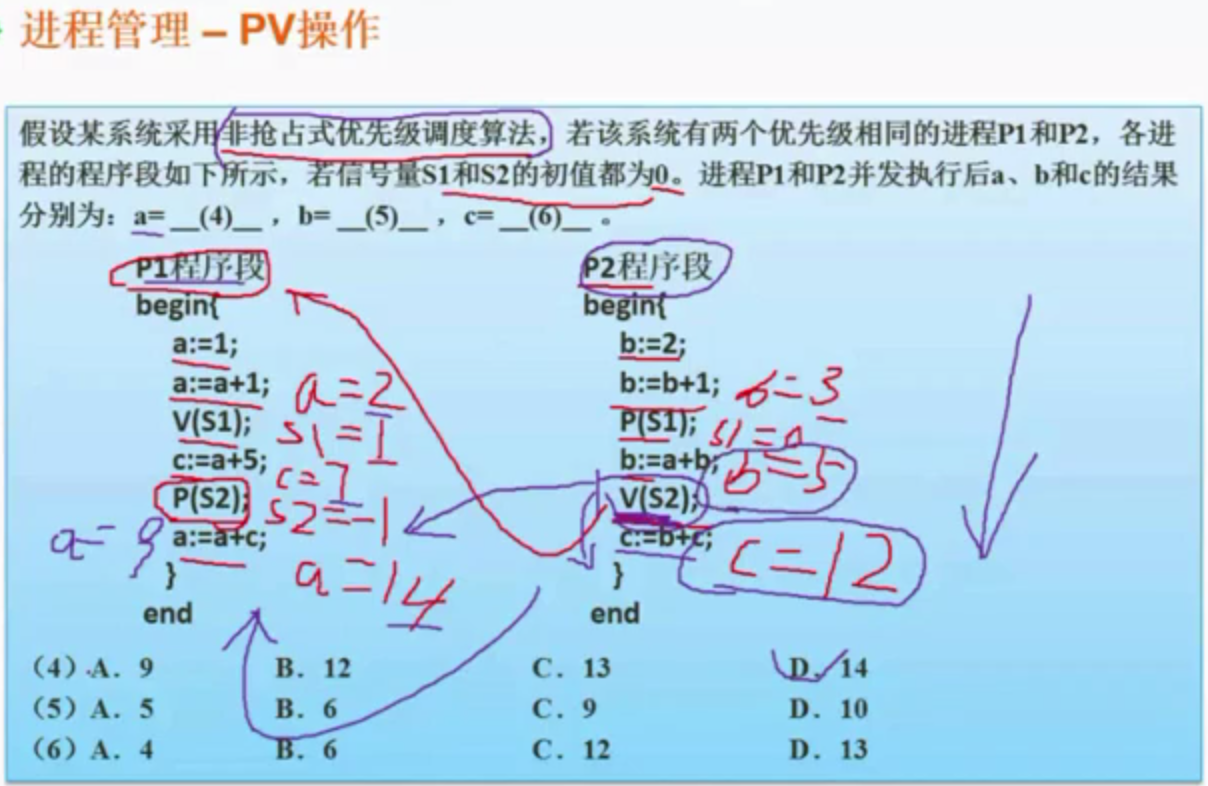 进程管理 – PV操作
假设某系统采用非抢占式优先级调度算法，若该系统有两个优先级相同的进程P1和P2，各进
程的程序段如下所示，若信号量S1和S2的初值都为0。进程P1和P2并发执行后a、b和c的结果
分别为：a= __(4)__ ，b= __(5)__ ，c= __(6)__ 。
P1程序段 P2程序段
begin{ begin{
a:=1; b:=2;
a:=a+1; a=2 b:=b+1; b=3
V(S1); S1=1 P(S1); S1=0
c:=a+5; c=7 b:=a+b; b=5
P(S2); S2=-1 V(S2);
a=9 a:=a+c; c:=b+c; c=12
} a=14 }
end end
（4）A．9 B．12 C．13 D．14
（5）A．5 B．6 C．9 D．10
（6）A．4 B．6 C．12 D．13